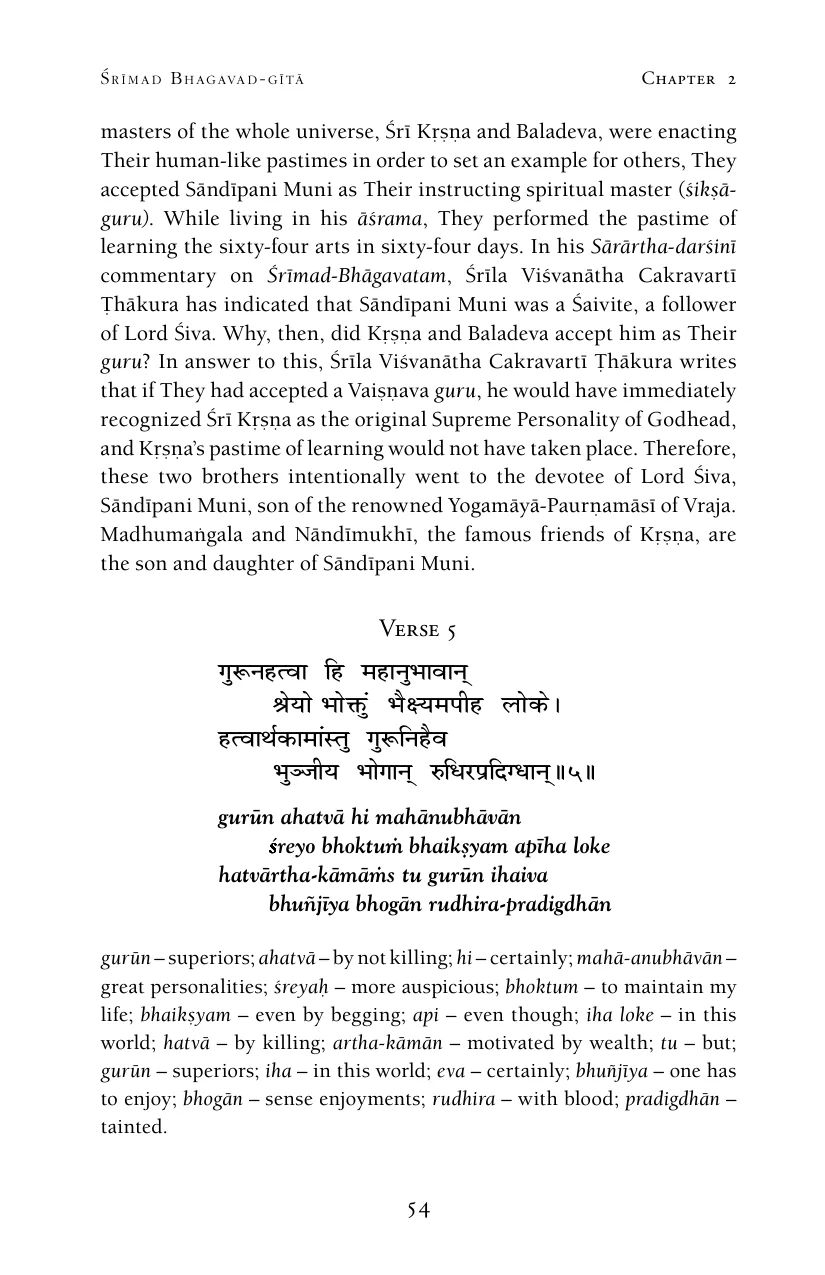 Śrīmad Bhagavad-gītā Chapter 2
masters of the whole universe, Śrī Kṛṣṇa and Baladeva, were enacting
Their human-like pastimes in order to set an example for others, They
accepted Sāndīpani Muni as Their instructing spiritual master (śikṣā-
guru). While living in his āśrama, They performed the pastime of
learning the sixty-four arts in sixty-four days. In his Sārārtha-darśinī
commentary on Śrīmad-Bhāgavatam, Śrīla Viśvanātha Cakravartī
Ṭhākura has indicated that Sāndīpani Muni was a Śaivite, a follower
of Lord Śiva. Why, then, did Kṛṣṇa and Baladeva accept him as Their
guru? In answer to this, Śrīla Viśvanātha Cakravartī Ṭhākura writes
that if They had accepted a Vaiṣṇava guru, he would have immediately
recognized Śrī Kṛṣṇa as the original Supreme Personality of Godhead,
and Kṛṣṇa’s pastime of learning would not have taken place. Therefore,
these two brothers intentionally went to the devotee of Lord Śiva,
Sāndīpani Muni, son of the renowned Yogamāyā-Paurṇamāsī of Vraja.
Madhumaṅgala and Nāndīmukhī, the famous friends of Kṛṣṇa, are
the son and daughter of Sāndīpani Muni.
Verse 5
गुरूनहत्वा हि महानुभावान्
श्रेयो भोक्तुं भैक्ष्यमपीह लोके।
हत्वार्थकामांस्तु गुरूनिहैव
भुञ्जीय भोगान् रुधिरप्रदिग्धान्॥५॥
gurūn ahatvā hi mahānubhāvān
śreyo bhoktuṁ bhaikṣyam apīha loke
hatvārtha-kāmāṁs tu gurūn ihaiva
bhuñjīya bhogān rudhira-pradigdhān
gurūn – superiors; ahatvā – by not killing; hi – certainly; mahā-anubhāvān –
great personalities; śreyaḥ – more auspicious; bhoktum – to maintain my
life; bhaikṣyam – even by begging; api – even though; iha loke – in this
world; hatvā – by killing; artha-kāmān – motivated by wealth; tu – but;
gurūn – superiors; iha – in this world; eva – certainly; bhuñjīya – one has
to enjoy; bhogān – sense enjoyments; rudhira – with blood; pradigdhān –
tainted.
54